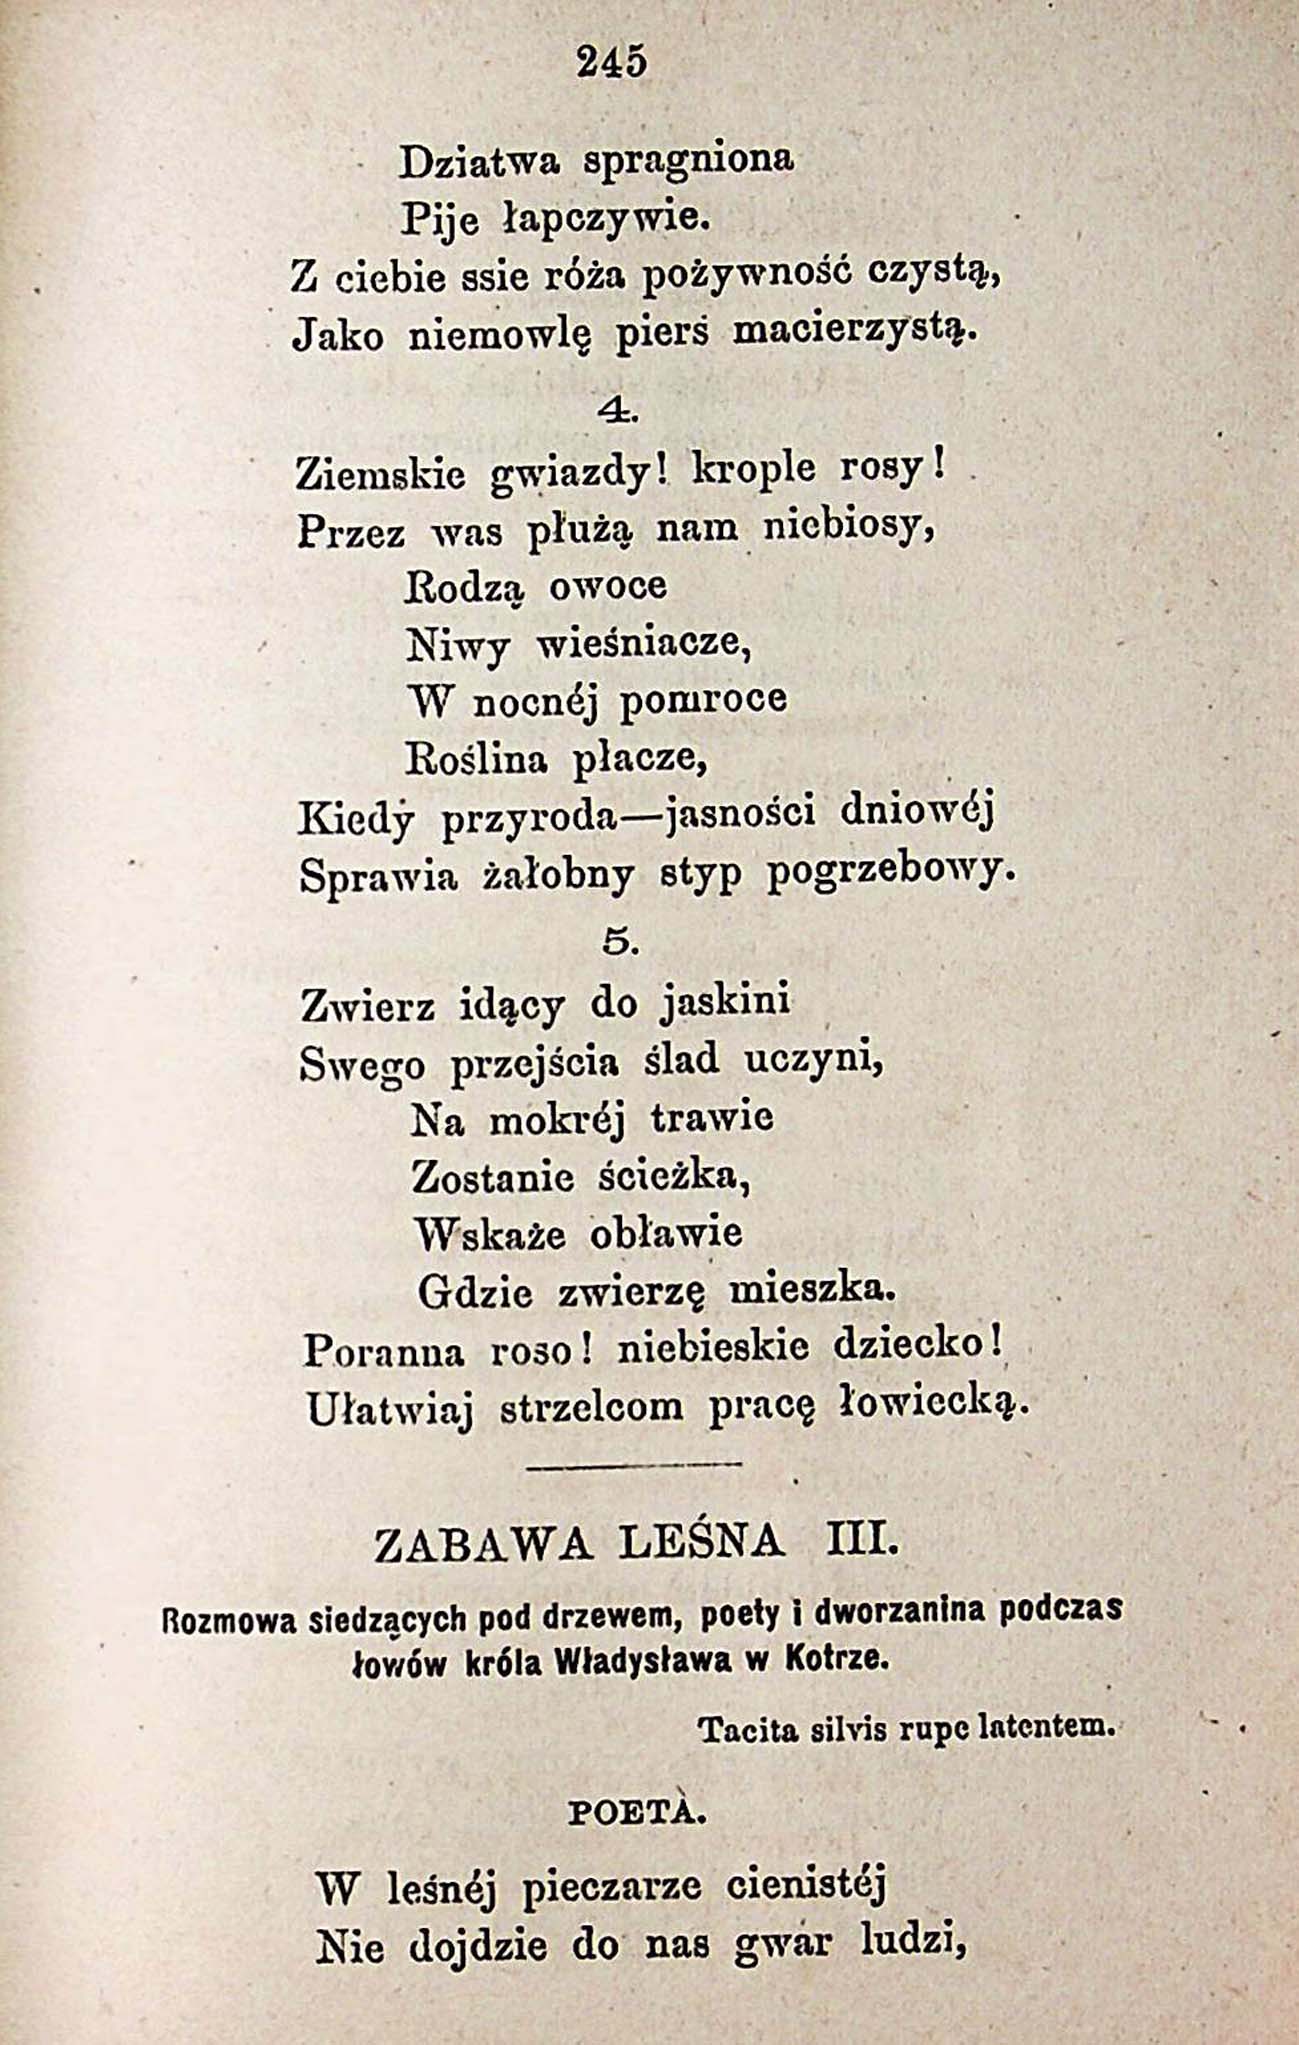 245
Dziatwa spragniona
Pije łapczywie.
Z ciebie ssie róża pożywność czystą,
Jako niemowlę pierś macierzystą.
4.
Ziemskie gwiazdy! krople rosy!
Przez was płużą nam niebiosy,
Rodzą owoce
Niwy wieśniacze,
W nocnéj pomroce
Roślina płacze,
Kiedy przyroda—jasności dniowéj
Sprawia żałobny styp pogrzebowy.
5.
Zwierz idący do jaskini
Swego przejścia ślad uczyni,
Na mokréj trawie
Zostanie ścieżka,
Wskaże obławie
Gdzie zwierzę mieszka.
Poranna roso! niebieskie dziecko!
Ułatwiaj strzelcom pracę łowiecką.
ZABAWA LEŚNA III.
Rozmowa siedzących pod drzewem, poety i dworzanina podczas
łowów króla Władysława w Kotrze.
Tacita silvis rupe latentem.
POETA.
W leśnéj pieczarze cienistéj
Nie dojdzie do nas gwar ludzi,